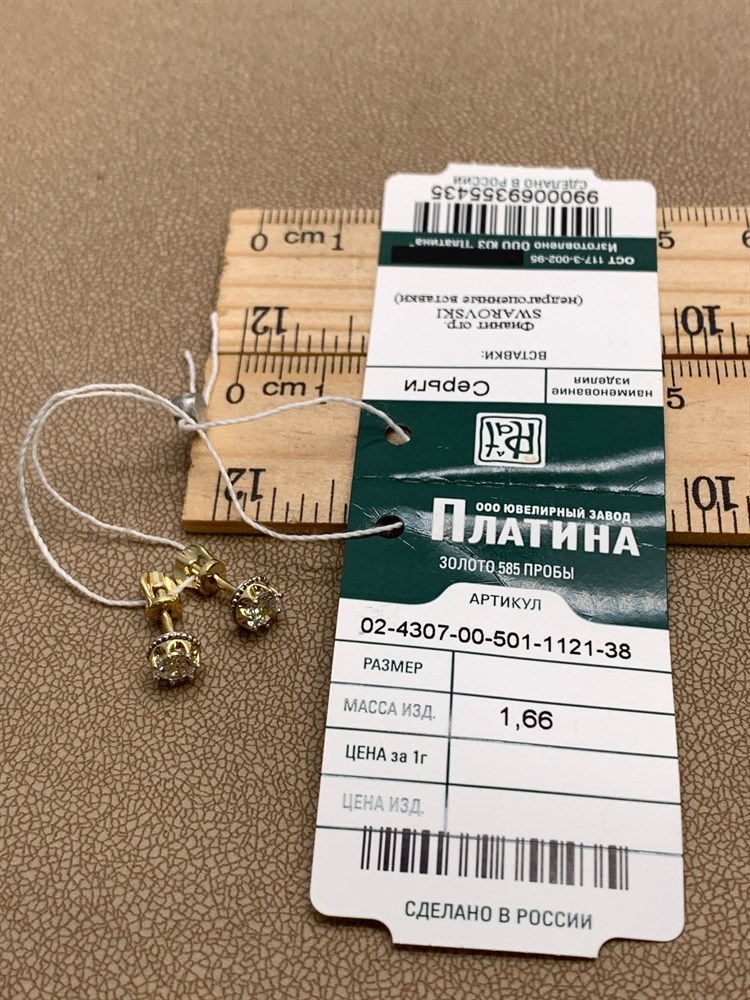 СДЕЛАНО В РОССИИ
99000693555435
ОСТ 117-3-002-95
Изготовлено ООО ЮЗ "Платина"
Фианит огр.
SWAROVSKI
(недрагоценные вставки)
ВСТАВКИ:
наименование
изделия
Серьги
Plat
ООО ЮВЕЛИРНЫЙ ЗАВОД
ПЛАТИНА
ЗОЛОТО 585 ПРОБЫ
АРТИКУЛ
02-4307-00-501-1121-38
РАЗМЕР
МАССА ИЗД. 1,66
ЦЕНА за 1г
ЦЕНА ИЗД.
СДЕЛАНО В РОССИИ
0 cm 1 5 6
12 10
0 cm 1 5
12 10